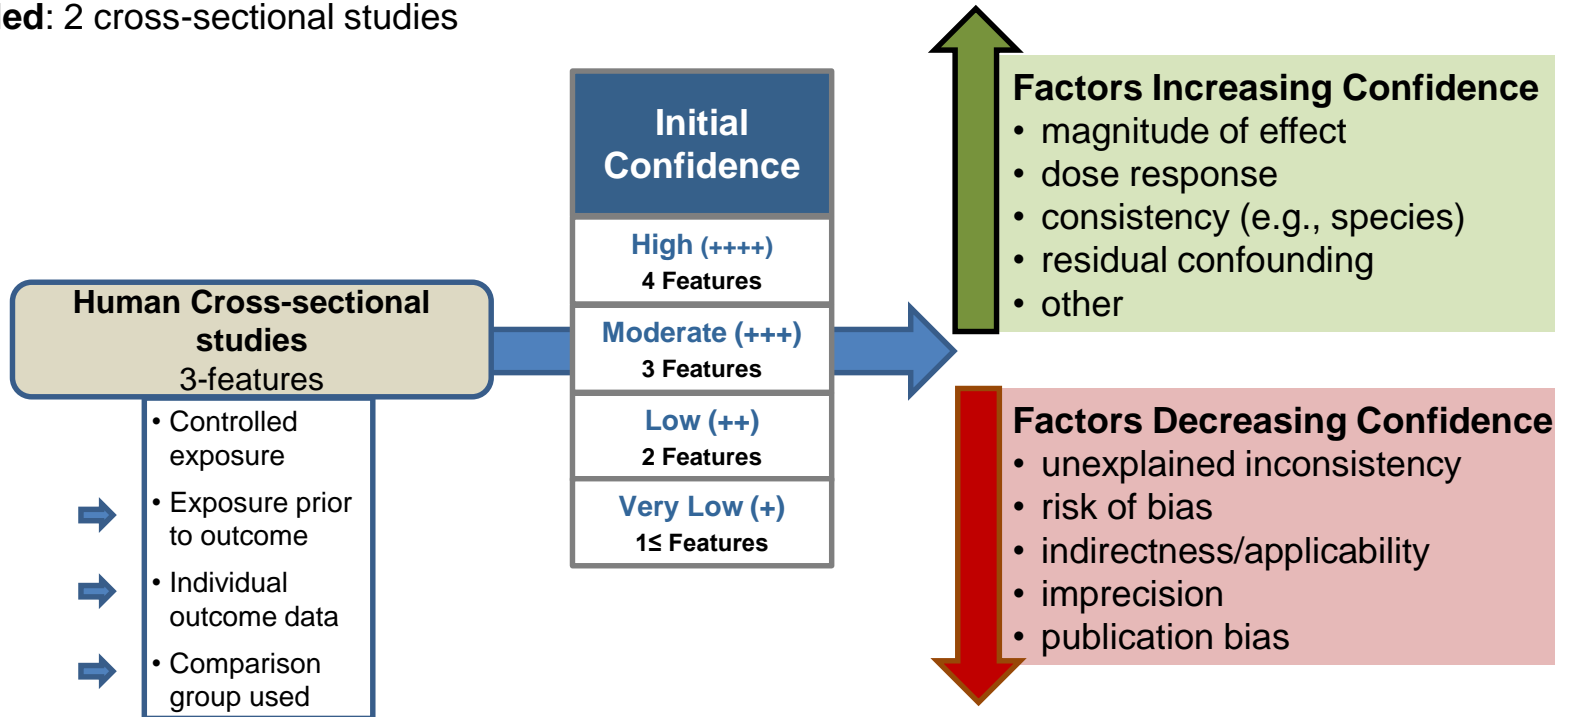 led: 2 cross-sectional studies
Human Cross-sectional
studies
3-features
• Controlled
exposure
• Exposure prior
to outcome
• Individual
outcome data
• Comparison
group used
Initial
Confidence
High (++++)
4 Features
Moderate (+++)
3 Features
Low (++)
2 Features
Very Low (+)
1≤ Features
Factors Increasing Confidence
• magnitude of effect
• dose response
• consistency (e.g., species)
• residual confounding
• other
Factors Decreasing Confidence
• unexplained inconsistency
• risk of bias
• indirectness/applicability
• imprecision
• publication bias